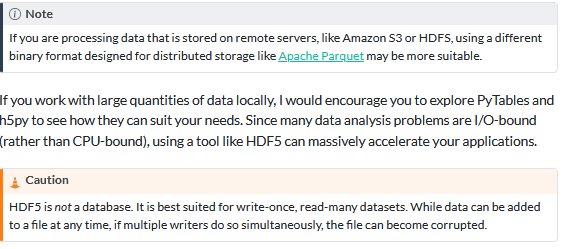 Note
If you are processing data that is stored on remote servers, like Amazon S3 or HDFS, using a different
binary format designed for distributed storage like Apache Parquet may be more suitable.
If you work with large quantities of data locally, I would encourage you to explore PyTables and
h5py to see how they can suit your needs. Since many data analysis problems are I/O-bound
(rather than CPU-bound), using a tool like HDF5 can massively accelerate your applications.
Caution
HDF5 is not a database. It is best suited for write-once, read-many datasets. While data can be added
to a file at any time, if multiple writers do so simultaneously, the file can become corrupted.